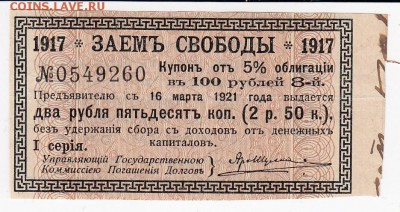 COINS.LAVE.RU
1917 * ЗАЕМЪ СВОБОДЫ * 1917
№0549260
Купонъ отъ 5% облигаціи
въ 100 рублей 8-й.
Предъявителю съ 16 марта 1921 года выдается
два рубля пятьдесятъ коп. (2 р. 50 к.),
безъ удержанія сбора съ доходовъ отъ денежныхъ
капиталовъ.
I серія.
Управляющій Государственною
Коммиссіею Погашенія Долговъ